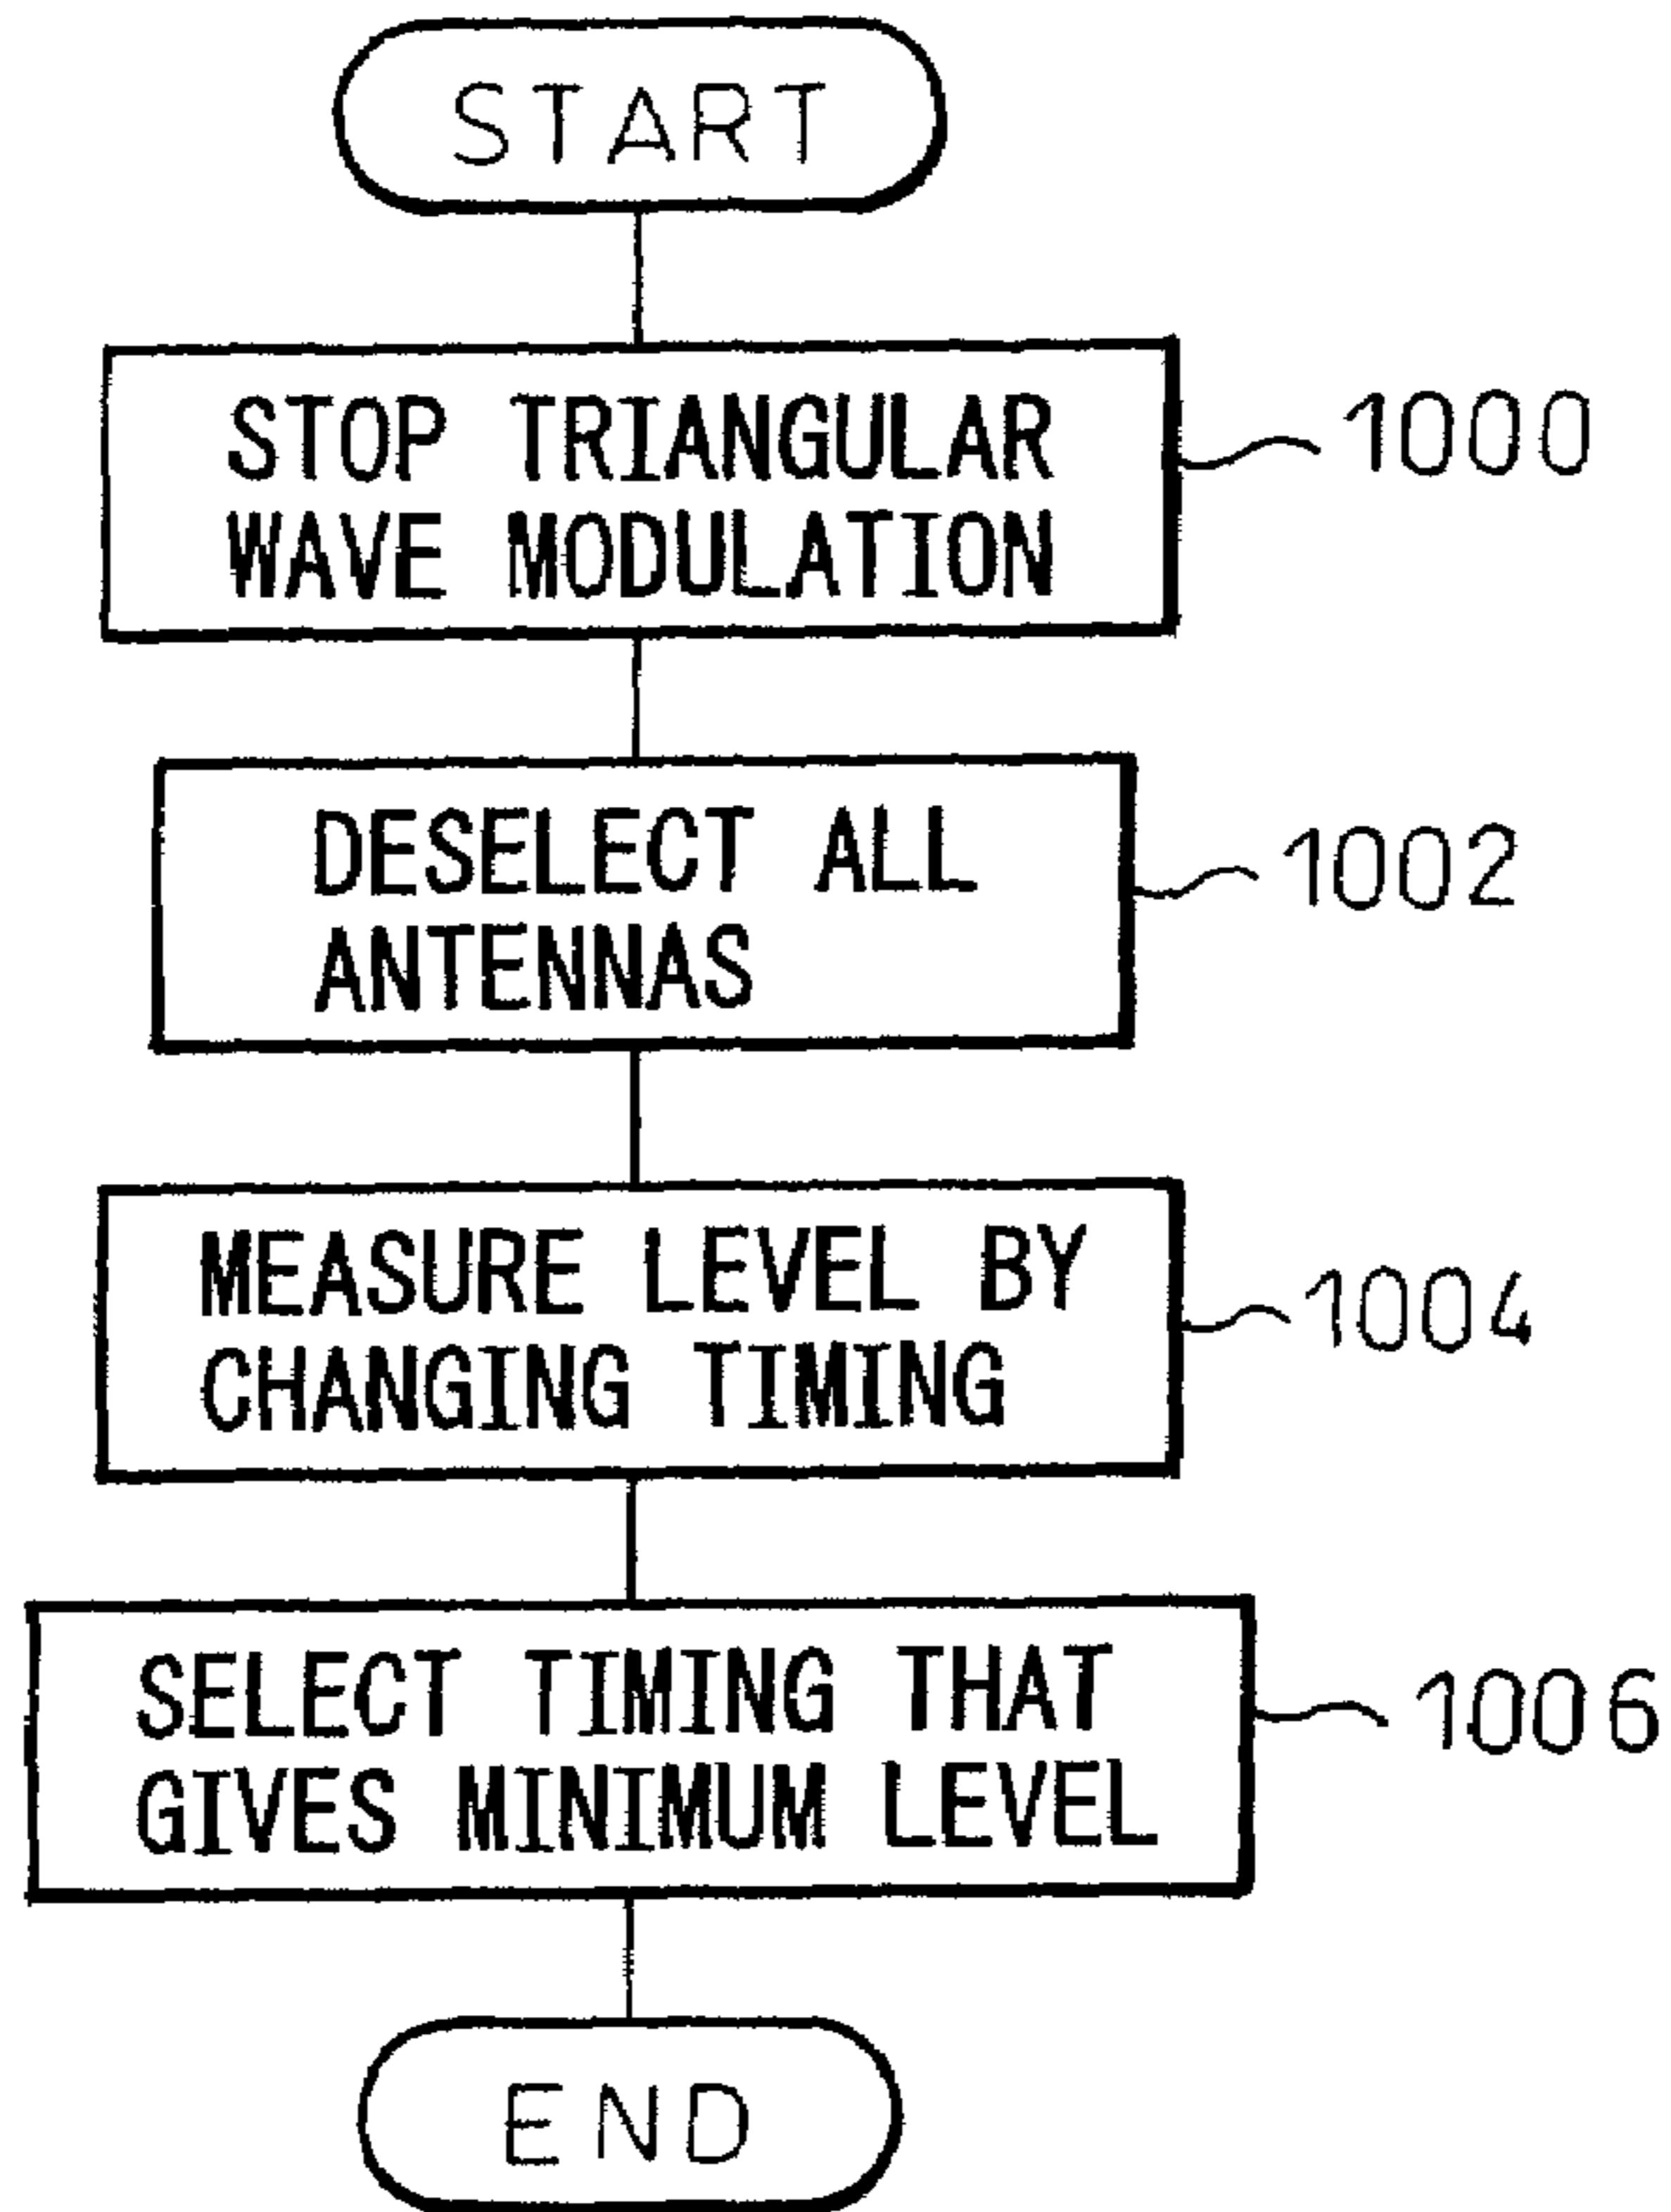 START
STOP TRIANGULAR
WAVE MODULATION
1000
DESELECT ALL
ANTENNAS
1002
MEASURE LEVEL BY
CHANGING TIMING
1004
SELECT TIMING THAT
GIVES MINIMUM LEVEL
1006
END